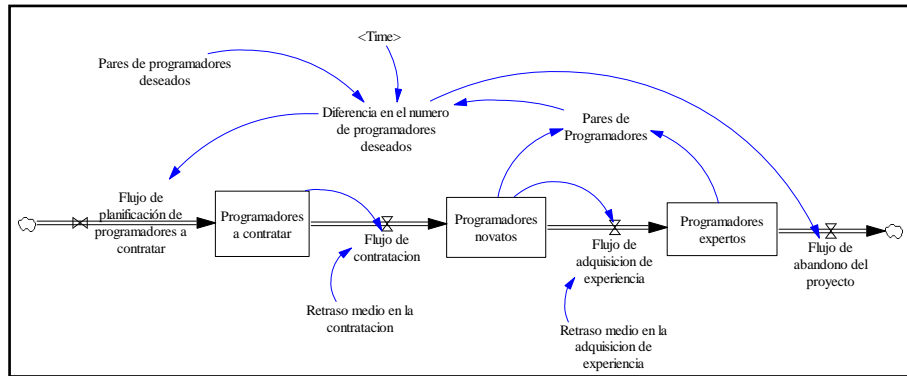 <Time>
Pares de programadores
deseados
Diferencia en el numero
de programadores
deseados
Pares de
Programadores
Flujo de
planificación de
programadores a
contratar
Programadores
a contratar
Flujo de
contratacion
Programadores
novatos
Flujo de
adquisicion de
experiencia
Programadores
expertos
Flujo de
abandono del
proyecto
Retraso medio en la
contratacion
Retraso medio en la
adquisicion de
experiencia